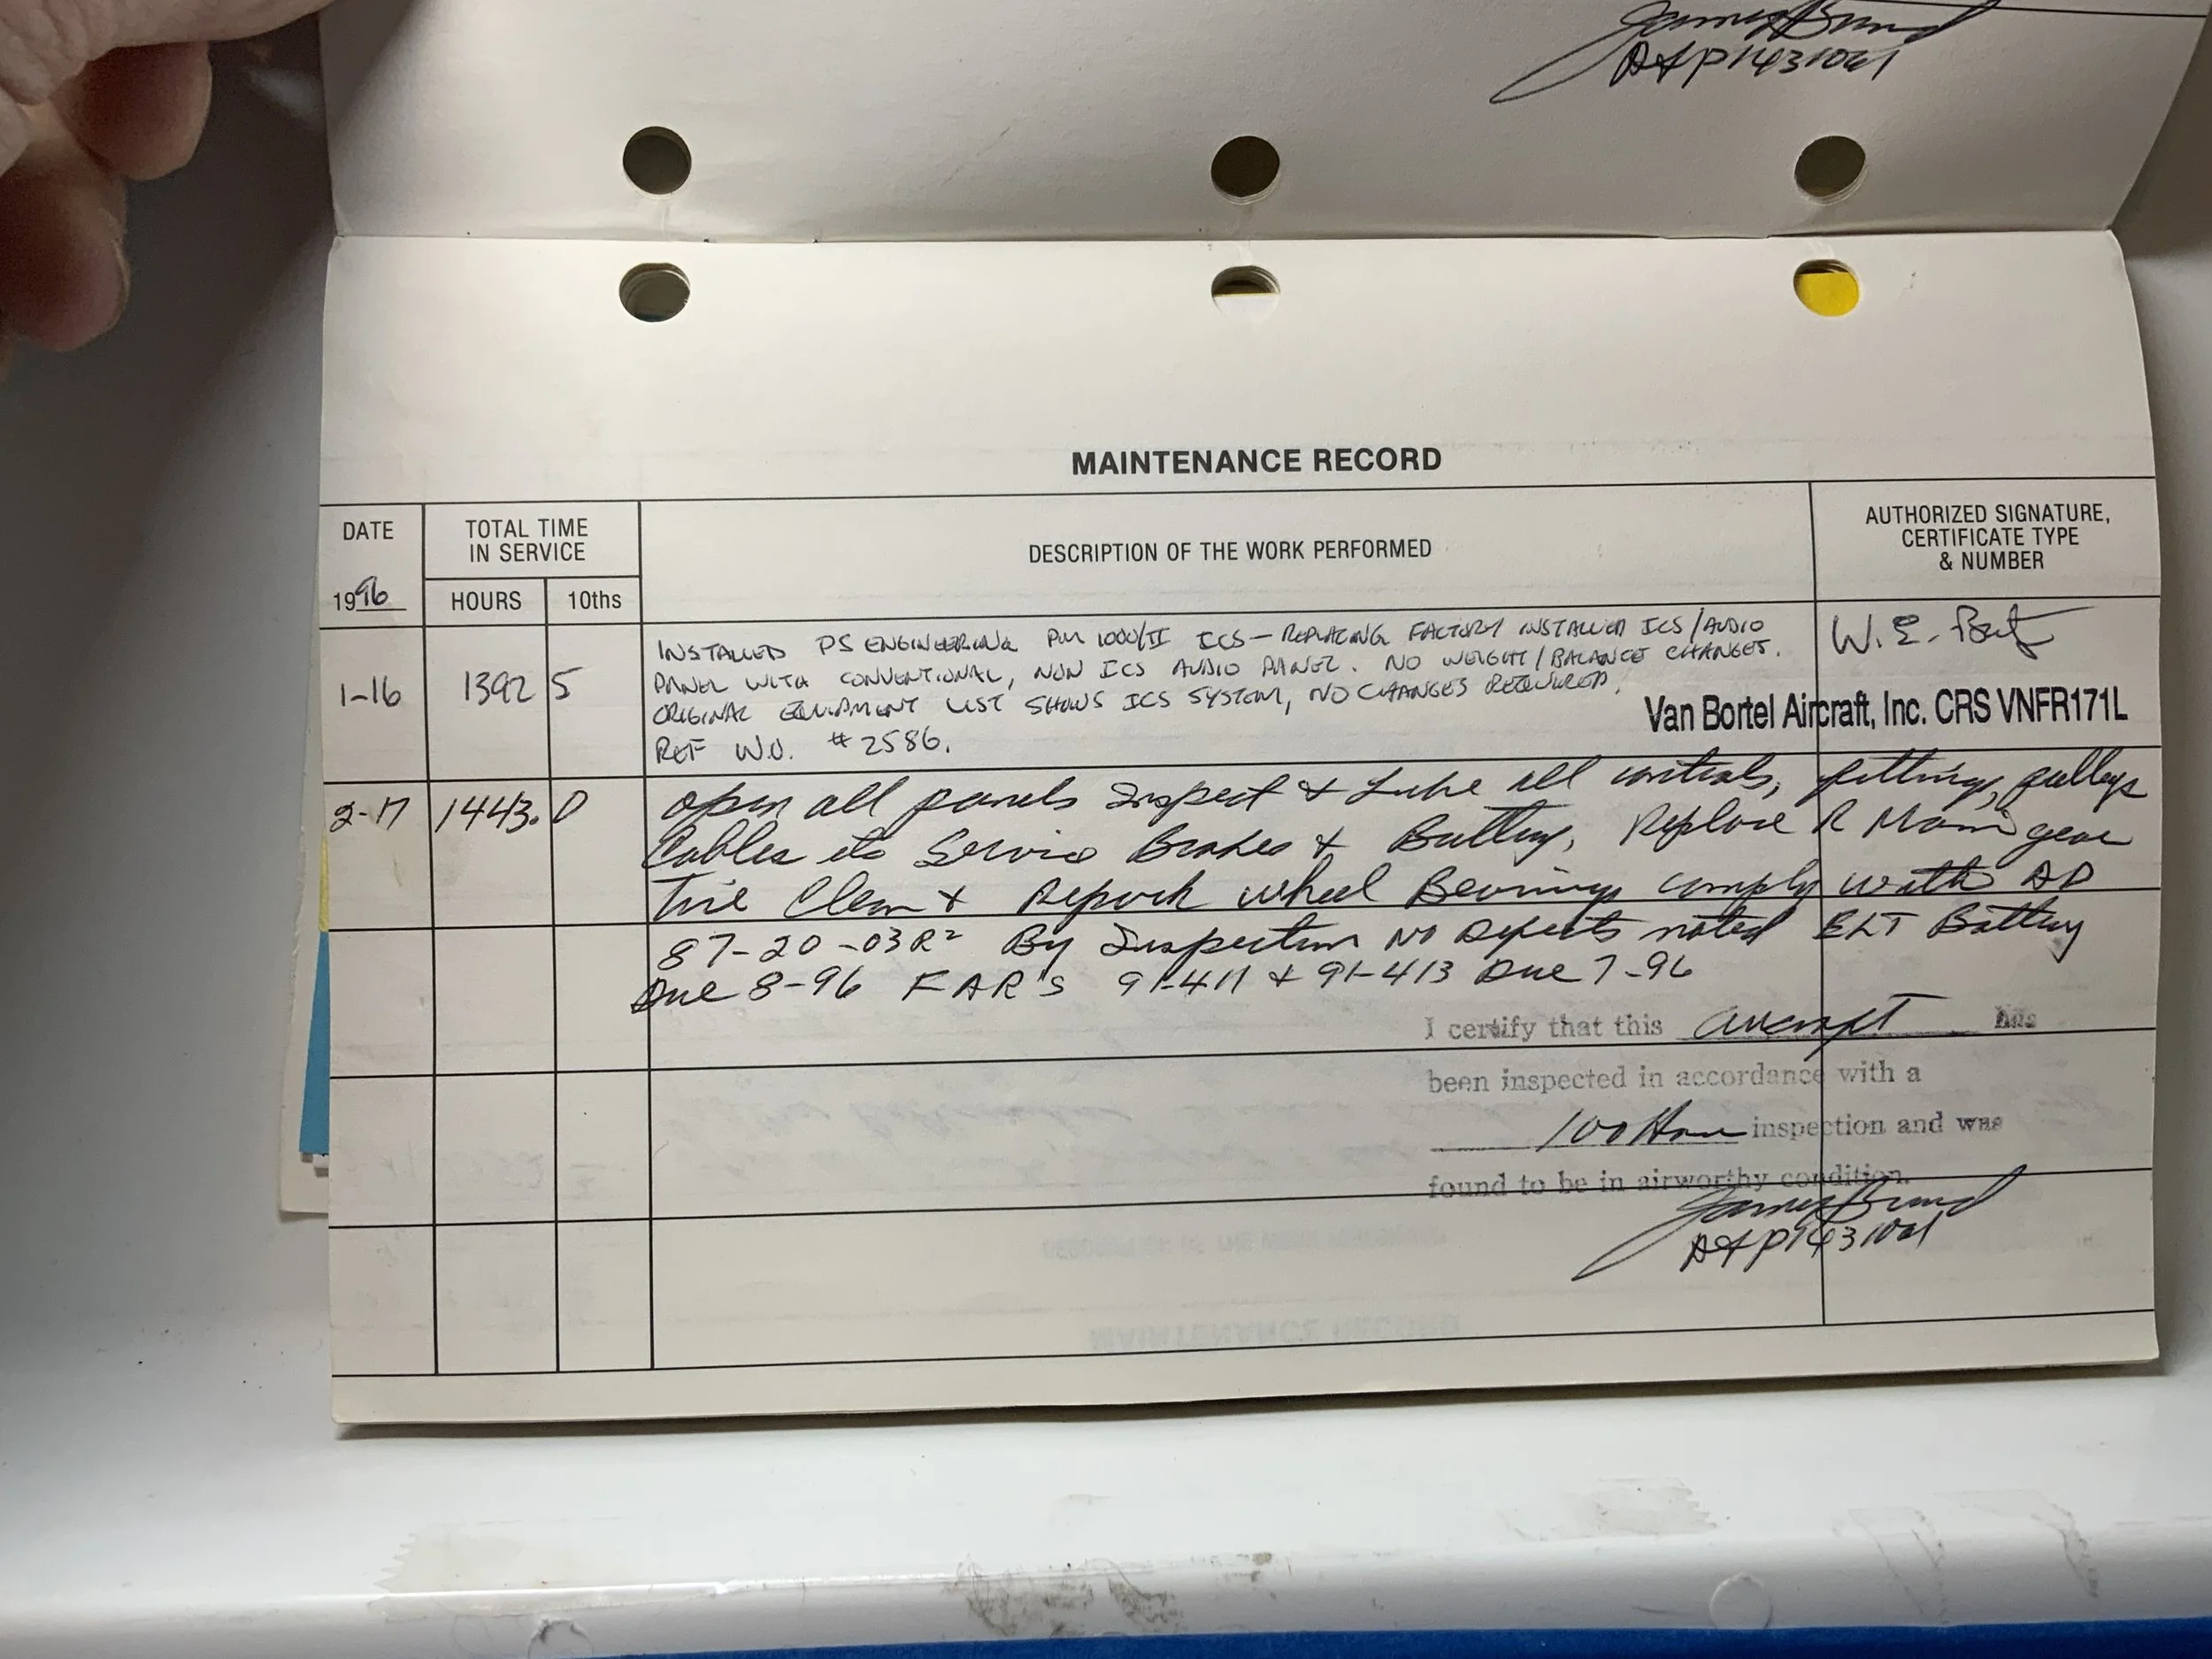 James Brund
A&P1431061
MAINTENANCE RECORD
DATE
1996
TOTAL TIME
IN SERVICE
HOURS
10ths
DESCRIPTION OF THE WORK PERFORMED
AUTHORIZED SIGNATURE,
CERTIFICATE TYPE
& NUMBER
1-16
1392
5
INSTALLED PS ENGINEERING PM 1000/II ICS — REPLACING FACTORY INSTALLED ICS/AUDIO
PANEL WITH CONVENTIONAL, NON ICS AUDIO PANEL. NO WEIGHT/BALANCE CHANGES.
ORIGINAL EQUIPMENT LIST SHOWS ICS SYSTEM, NO CHANGES REQUIRED.
REF W.O. #2586.
W. E.
Van Bortel Aircraft, Inc. CRS VNFR171L
2-17
1443.
0
open all panels Inspect & Lube all controls, fittings, pulleys
Cables etc Service Brakes & Battery, Replace R Main gear
Tire Clean & Repack wheel Bearings comply with AD
87-20-03R2 By Inspection No Defects noted ELT Battery
Due 8-96 FAR'S 91-411 & 91-413 Due 7-96
I certify that this aircraft has
been inspected in accordance with a
100 Hour inspection and was
found to be in airworthy condition.
James Brund
A&P1431061